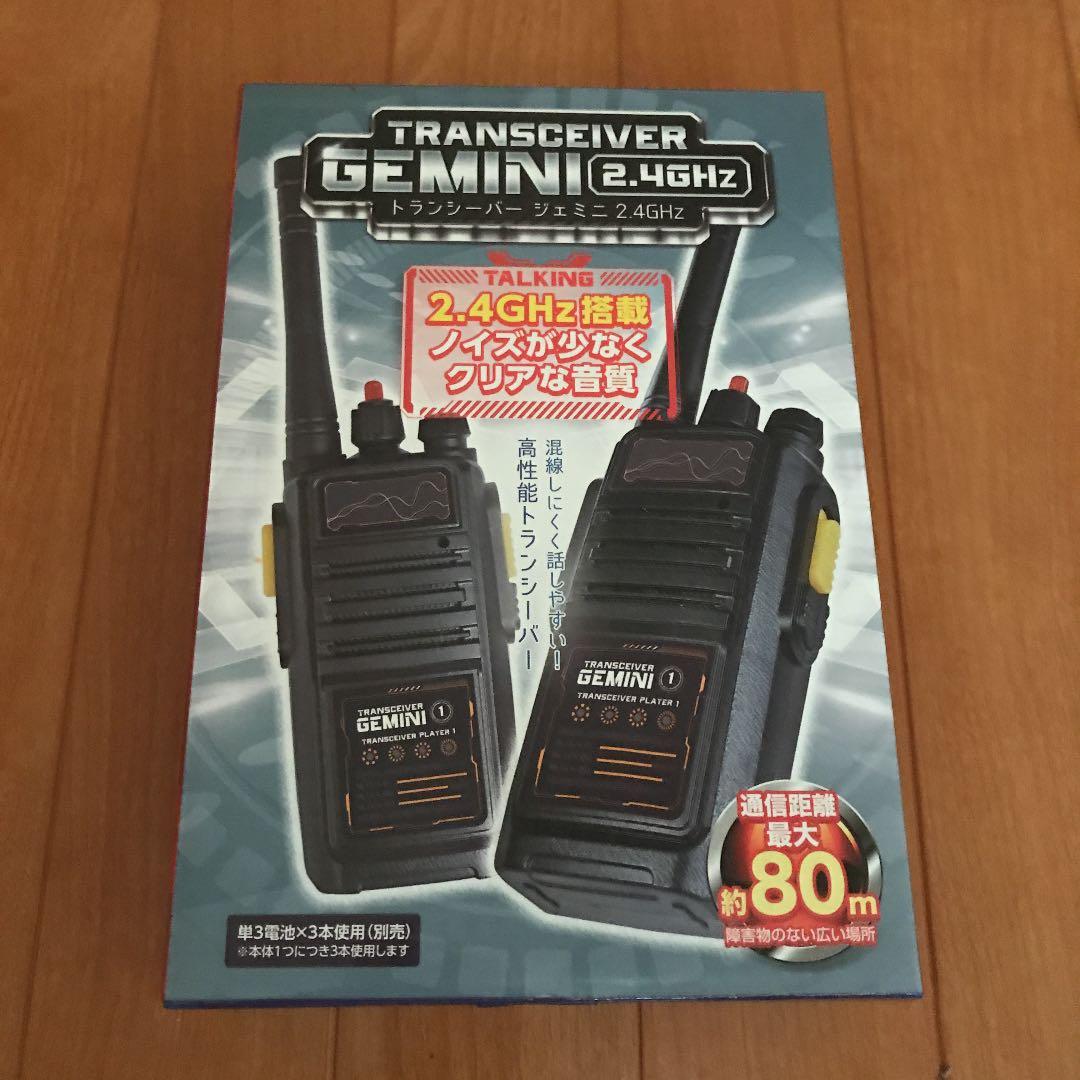 TRANSCEIVER
GEMINI 2.4GHz
トランシーバー ジェミニ 2.4GHz
TALKING
2.4GHz搭載
ノイズが少なく
クリアな音質
混線しにくく話しやすい！
高性能トランシーバー
TRANSCEIVER
GEMINI 1
TRANSCEIVER PLAYER 1
TRANSCEIVER
GEMINI 1
TRANSCEIVER PLAYER 1
通信距離
最大
約80m
障害物のない広い場所
単3電池×3本使用(別売)
※本体1つにつき3本使用します